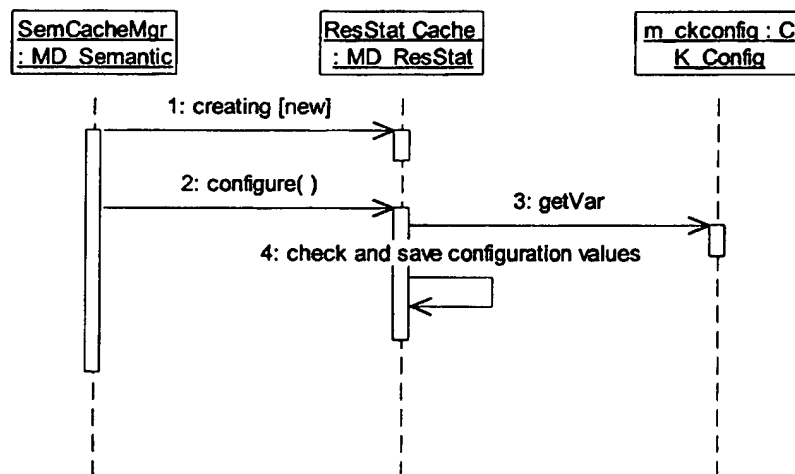 SemCacheMgr
: MD_Semantic
ResStat Cache
: MD_ResStat
m_ckconfig : C
K_Config
1: creating [new]
2: configure( )
3: getVar
4: check and save configuration values